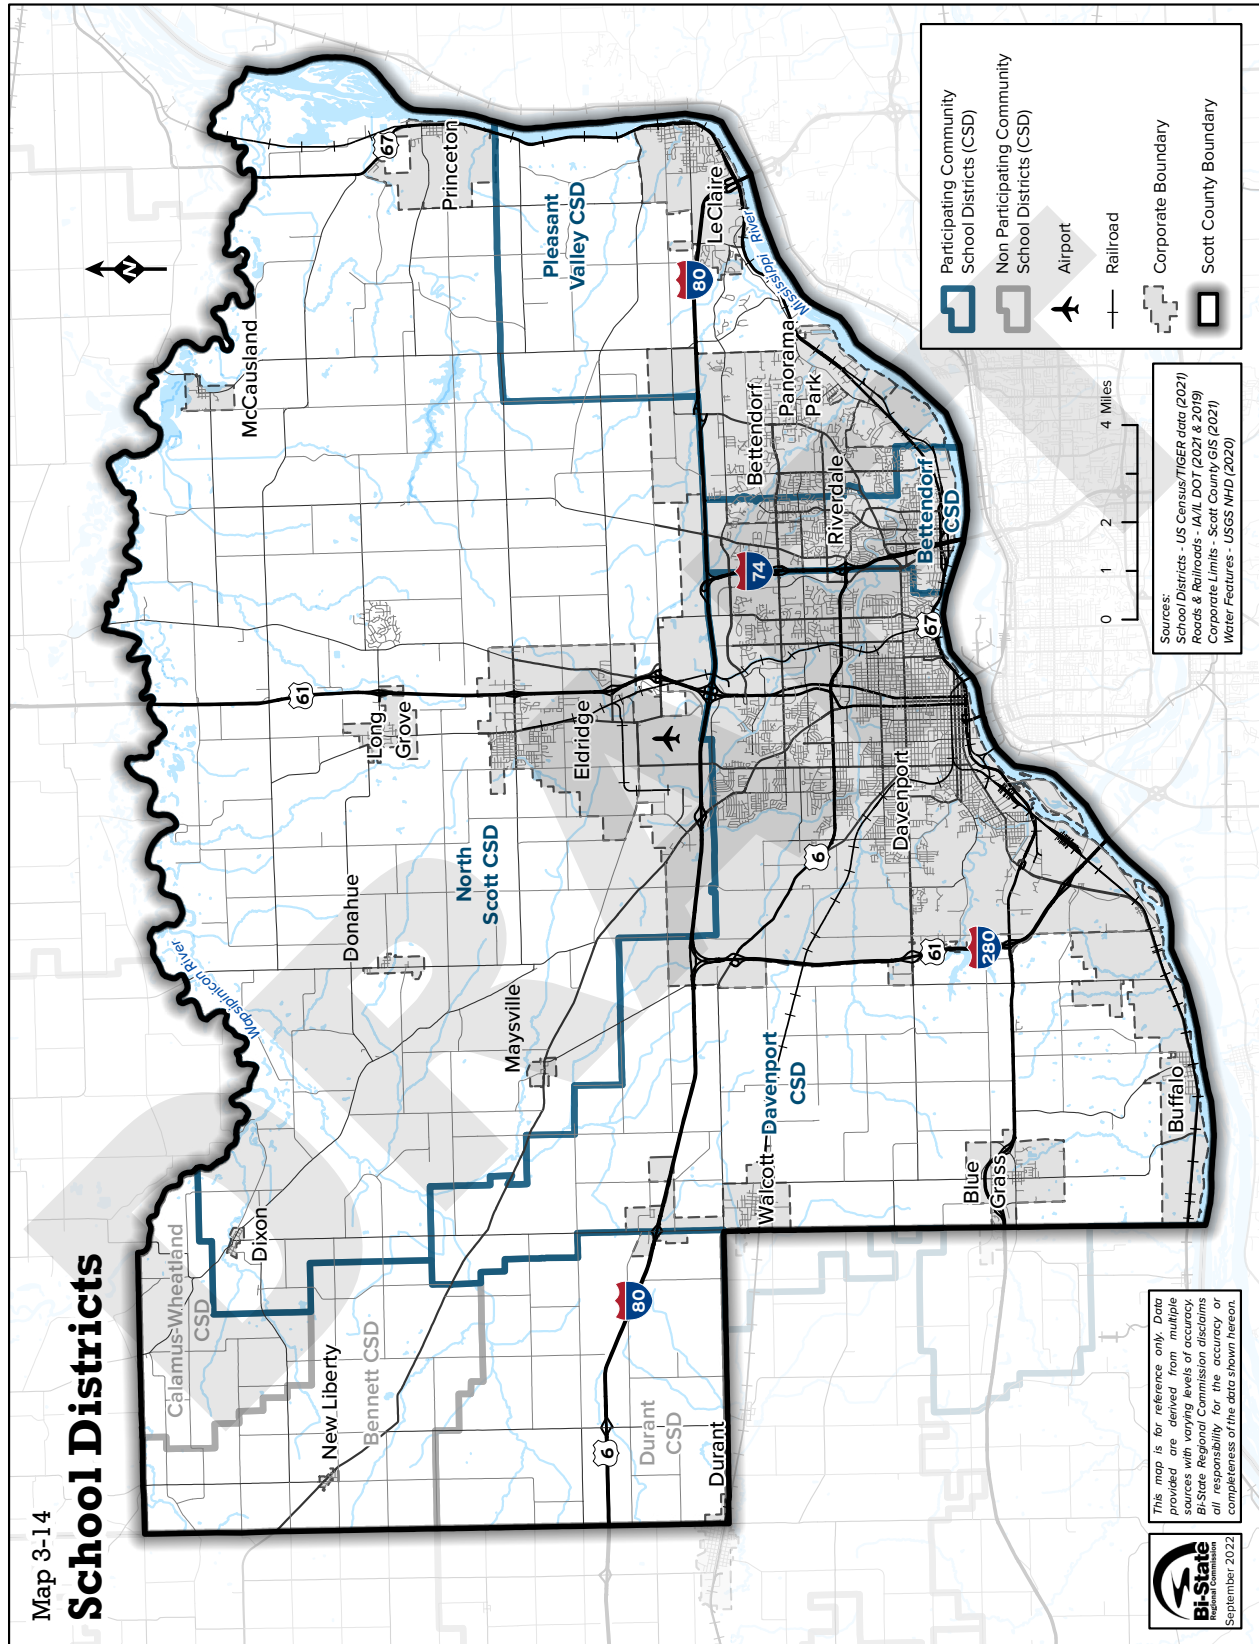 Map 3-14
School Districts
DRAFT
N
Wapsipinicon River
McCausland
Princeton
67
Pleasant
Valley CSD
61
Long
Grove
Donahue
North
Scott CSD
Eldridge
Maysville
Dixon
Calamus-Wheatland
CSD
New Liberty
Bennett CSD
Durant
CSD
Durant
6
80
80
LeClaire
Mississippi River
Panorama
Park
Bettendorf
Riverdale
Bettendorf
CSD
74
67
Davenport
6
61
280
Davenport
CSD
Walcott
Blue
Grass
Buffalo
Participating Community
School Districts (CSD)
Non Participating Community
School Districts (CSD)
Airport
Railroad
Corporate Boundary
Scott County Boundary
0 1 2 4 Miles
Sources:
School Districts - US Census/TIGER data (2021)
Roads & Railroads - IA/IL DOT (2021 & 2019)
Corporate Limits - Scott County GIS (2021)
Water Features - USGS NHD (2020)
This map is for reference only. Data
provided are derived from multiple
sources with varying levels of accuracy.
Bi-State Regional Commission disclaims
all responsibility for the accuracy or
completeness of the data shown hereon.
Bi-State
Regional Commission
September 2022